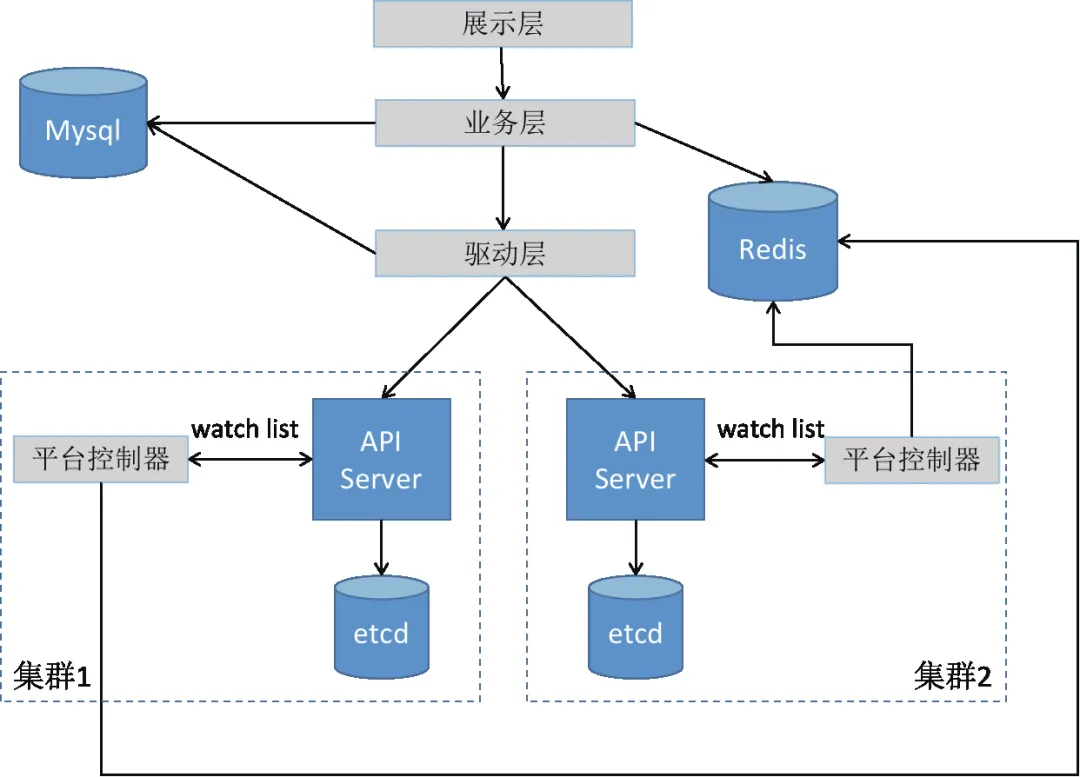 展示层
Mysql
业务层
驱动层
Redis
watch list
平台控制器
API
Server
etcd
集群1
API
Server
watch list
平台控制器
etcd
集群2